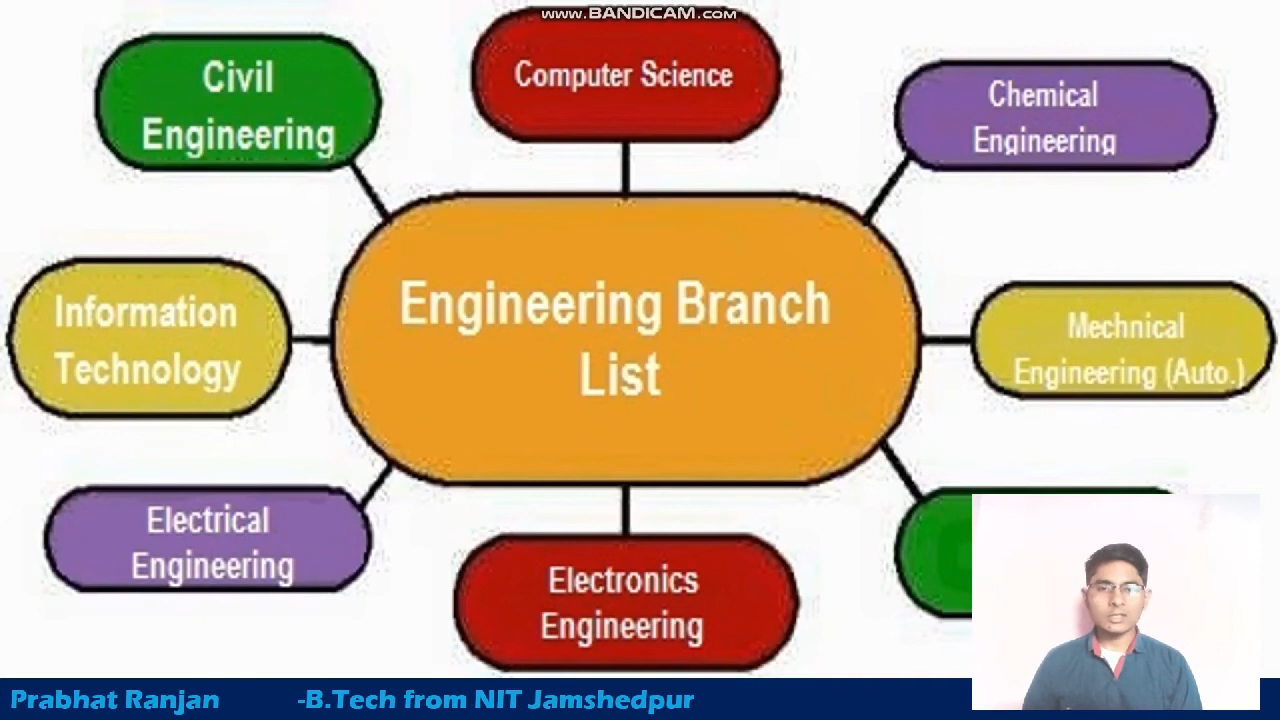 www.BANDICAM.com
Civil
Engineering
Computer Science
Chemical
Engineering
Information
Technology
Engineering Branch
List
Mechnical
Engineering (Auto.)
Electrical
Engineering
Electronics
Engineering
Prabhat Ranjan -B.Tech from NIT Jamshedpur